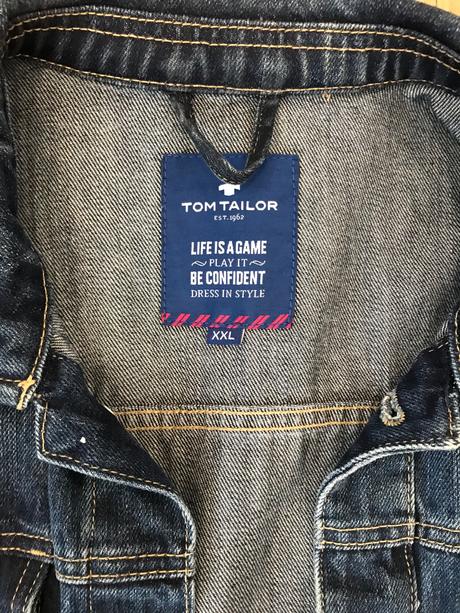 TOM TAILOR
EST. 1962
LIFE IS A GAME
~ PLAY IT ~
BE CONFIDENT
DRESS IN STYLE
XXL